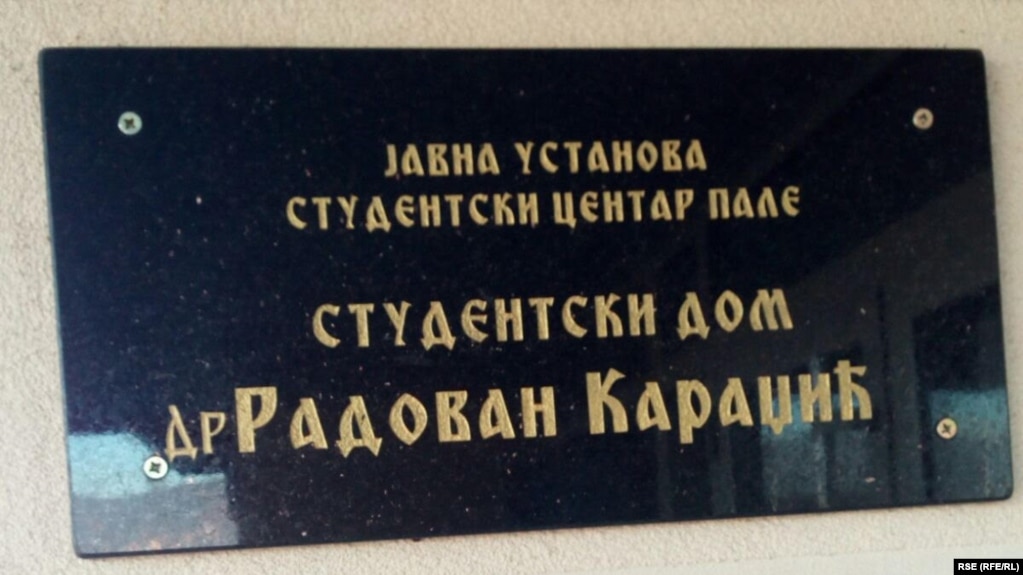 ЈАВНА УСТАНОВА
СТУДЕНТСКИ ЦЕНТАР ПАЛЕ
СТУДЕНТСКИ ДОМ
ДР РАДОВАН КАРАЏИЋ
RSE (RFE/RL)